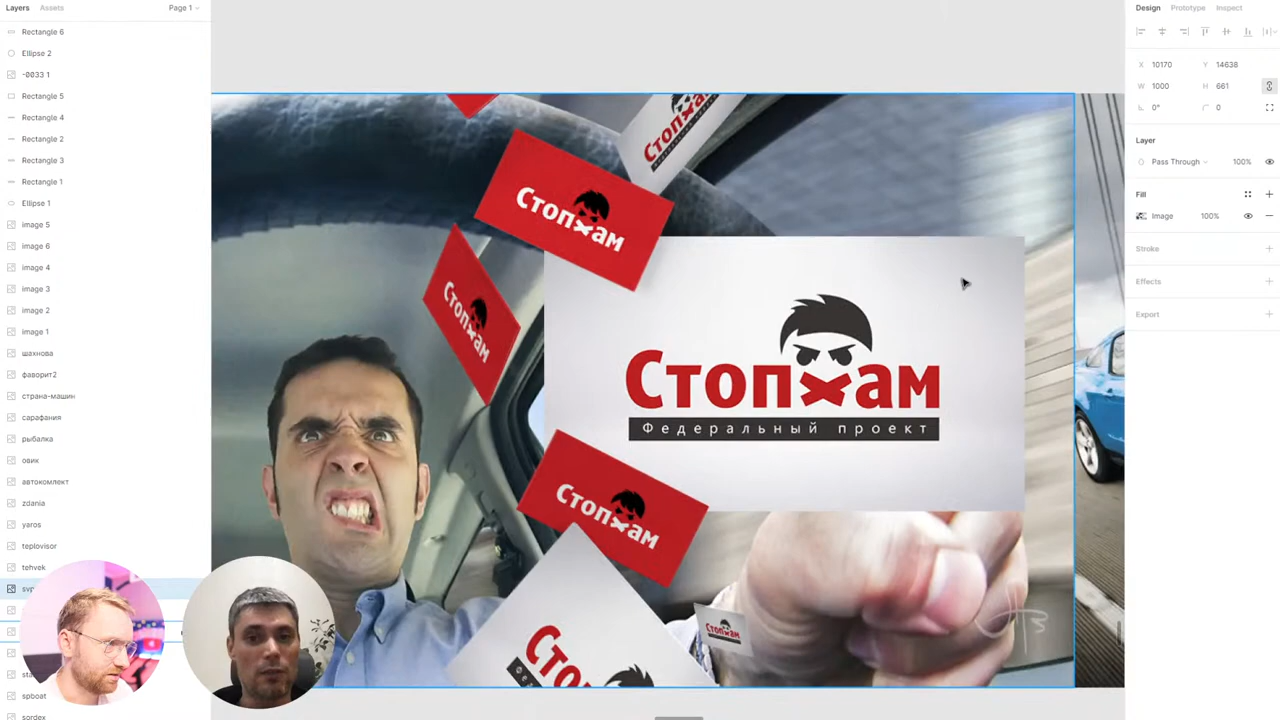 Layers Assets Page 1
Rectangle 6
Ellipse 2
-0033 1
Rectangle 5
Rectangle 4
Rectangle 2
Rectangle 3
Rectangle 1
Ellipse 1
image 5
image 6
image 4
image 3
image 2
image 1
шахнова
фаворит2
страна-машин
сарафания
рыбалка
овик
автокомлект
zdania
yaros
teplovisor
tehvek
spboat
sordex
Стопхам
Стопхам
Стопхам
Стопхам
Федеральный проект
Стопхам
Стопхам
Design Prototype Inspect
X 10170 Y 14638
W 1000 H 661
0° 0
Layer
Pass Through 100%
Fill
Image 100%
Stroke
Effects
Export